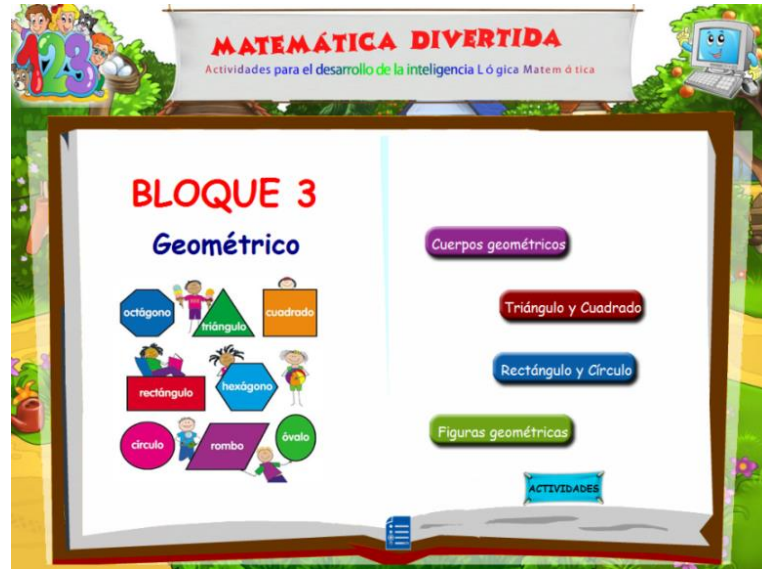 123
MATEMÁTICA DIVERTIDA
Actividades para el desarrollo de la inteligencia Lógica Matemática
BLOQUE 3
Geométrico
octágono
triángulo
cuadrado
rectángulo
hexágono
círculo
rombo
óvalo
Cuerpos geométricos
Triángulo y Cuadrado
Rectángulo y Círculo
Figuras geométricas
ACTIVIDADES